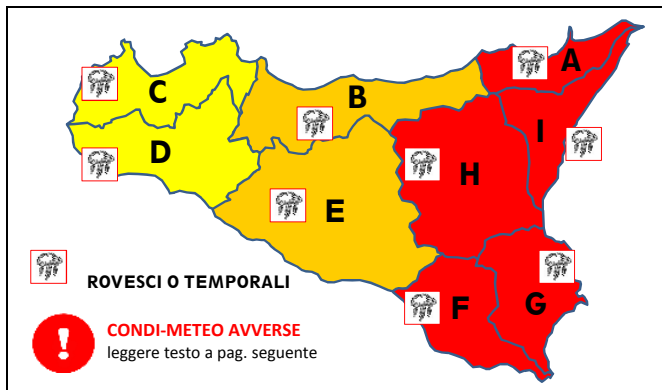 A
C
B
I
D
H
E
ROVESCI O TEMPORALI
F
G
CONDI-METEO AVVERSE
leggere testo a pag. seguente